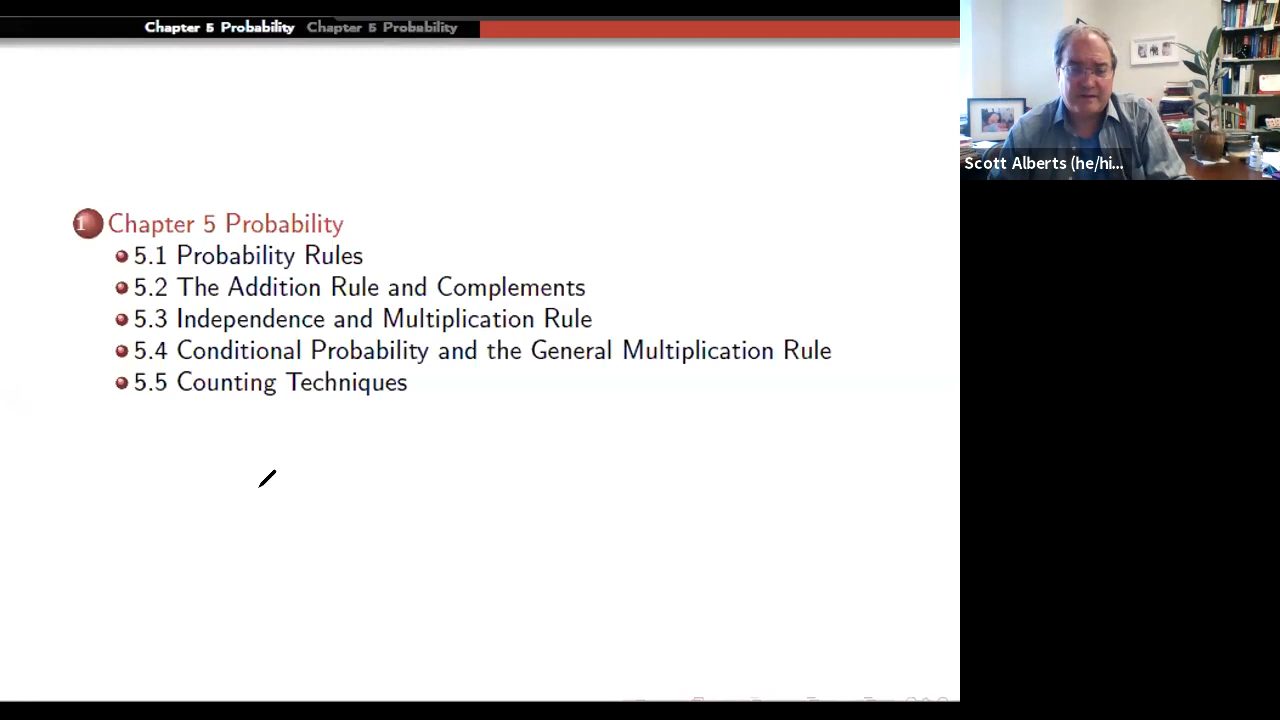 Chapter 5 Probability Chapter 5 Probability
Scott Alberts (he/hi...
1 Chapter 5 Probability
5.1 Probability Rules
5.2 The Addition Rule and Complements
5.3 Independence and Multiplication Rule
5.4 Conditional Probability and the General Multiplication Rule
5.5 Counting Techniques